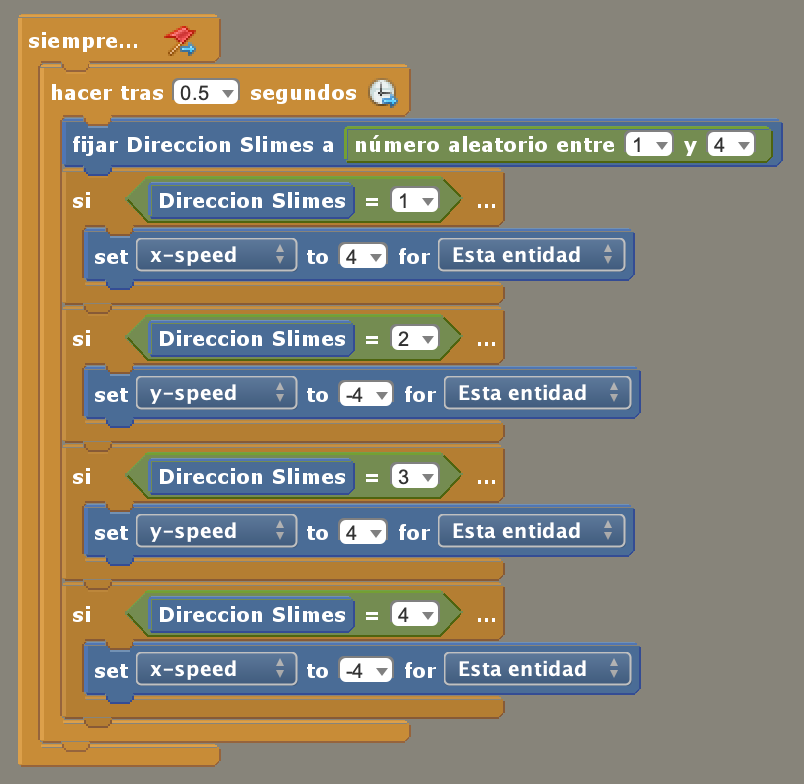 siempre...
hacer tras 0.5 segundos
fijar Direccion Slimes a número aleatorio entre 1 y 4
si Direccion Slimes = 1 ...
set x-speed to 4 for Esta entidad
si Direccion Slimes = 2 ...
set y-speed to -4 for Esta entidad
si Direccion Slimes = 3 ...
set y-speed to 4 for Esta entidad
si Direccion Slimes = 4 ...
set x-speed to -4 for Esta entidad